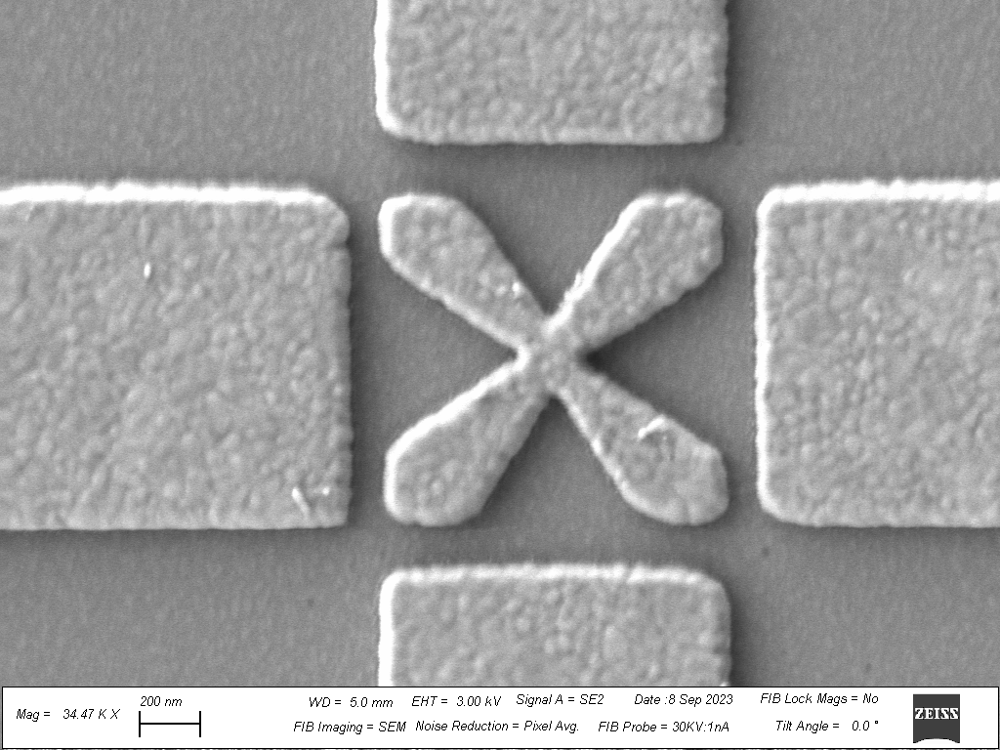 Mag = 34.47 K X
200 nm
WD = 5.0 mm EHT = 3.00 kV Signal A = SE2 Date :8 Sep 2023 FIB Lock Mags = No
FIB Imaging = SEM Noise Reduction = Pixel Avg. FIB Probe = 30KV:1nA Tilt Angle = 0.0 °
ZEISS